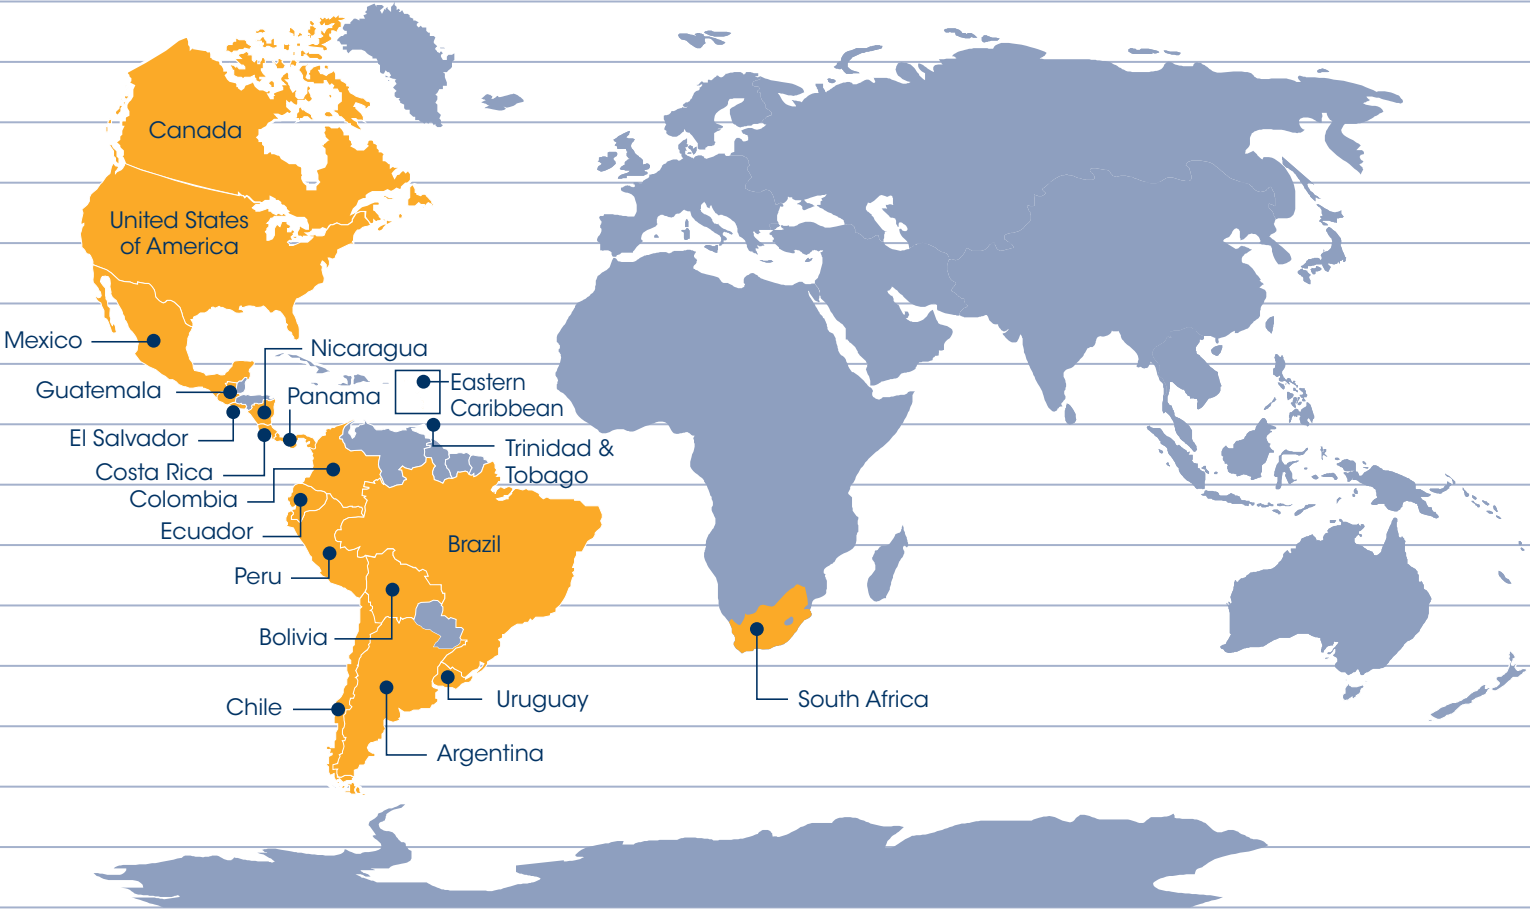 Canada
United States
of America
Mexico
Nicaragua
Guatemala
Panama
Eastern
Caribbean
El Salvador
Trinidad &
Tobago
Costa Rica
Colombia
Ecuador
Brazil
Peru
Bolivia
Chile
Uruguay
South Africa
Argentina